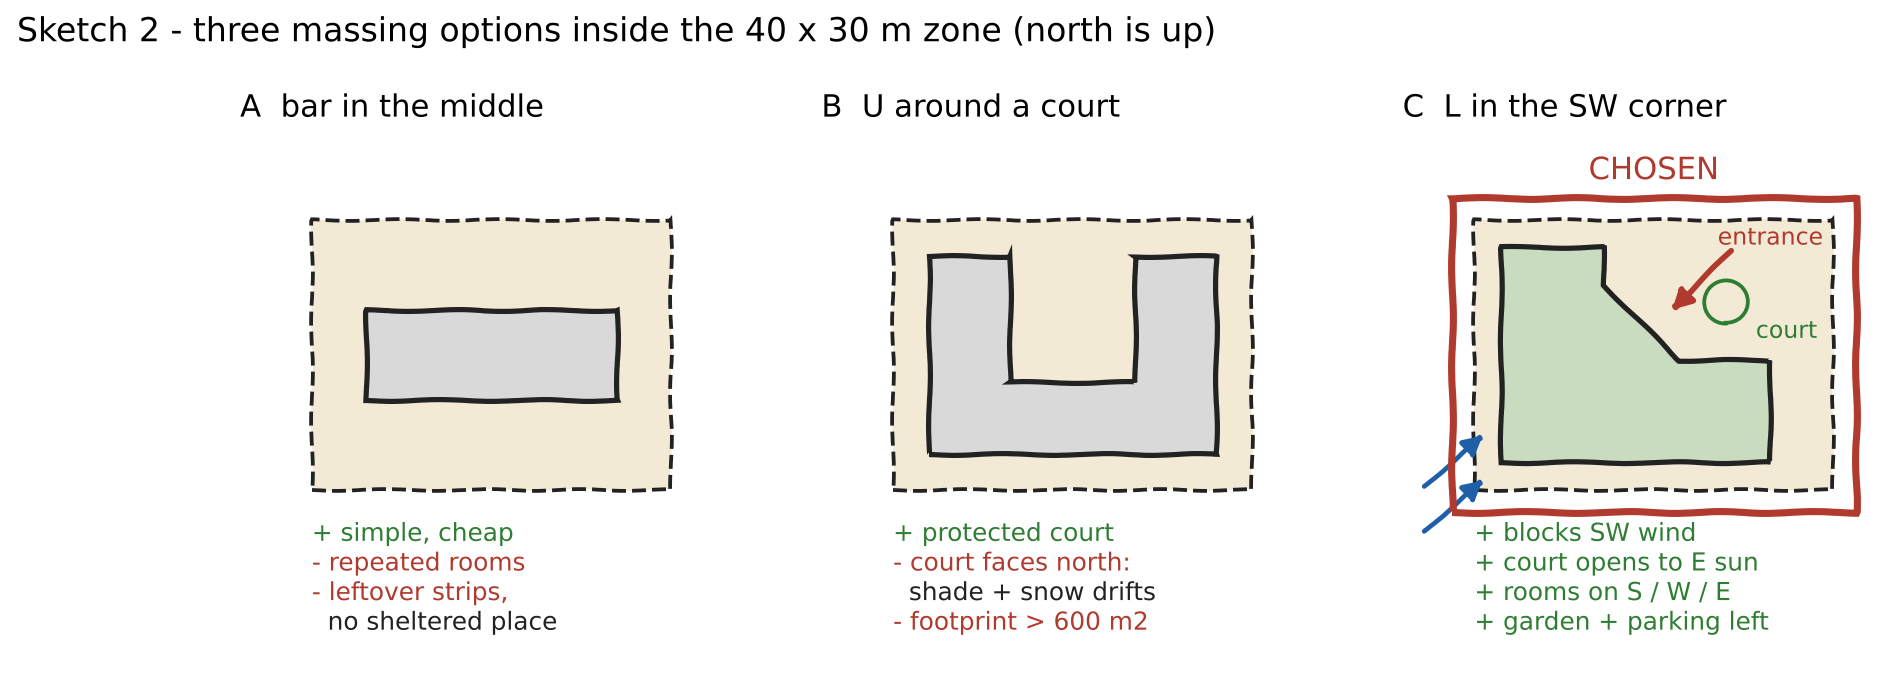 Sketch 2 - three massing options inside the 40 x 30 m zone (north is up)
A  bar in the middle
+ simple, cheap
- repeated rooms
- leftover strips,
no sheltered place
B  U around a court
+ protected court
- court faces north:
shade + snow drifts
- footprint > 600 m2
C  L in the SW corner
CHOSEN
entrance
court
+ blocks SW wind
+ court opens to E sun
+ rooms on S / W / E
+ garden + parking left